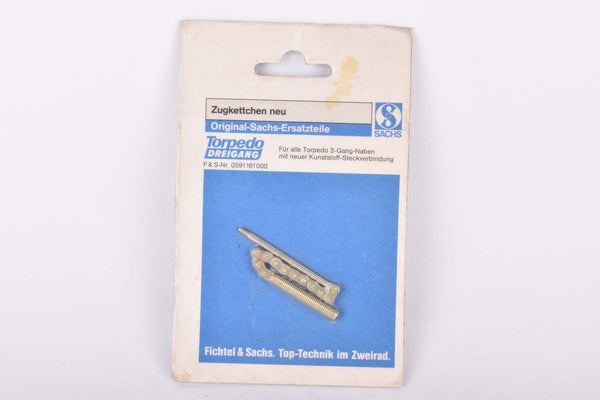 Zugkettchen neu
Original-Sachs-Ersatzteile
SACHS
Torpedo
DREIGANG
F & S-Nr. 0591161000
Für alle Torpedo 3-Gang-Naben
mit neuer Kunststoff-Steckverbindung
Fichtel & Sachs. Top-Technik im Zweirad.